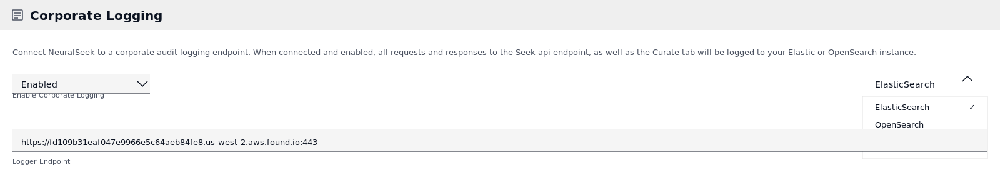 Corporate Logging
Connect NeuralSeek to a corporate audit logging endpoint. When connected and enabled, all requests and responses to the Seek api endpoint, as well as the Curate tab will be logged to your Elastic or OpenSearch instance.
Enabled
Enable Corporate Logging
ElasticSearch
ElasticSearch ✓
OpenSearch
https://fd109b31eaf047e9966e5c64aeb84fe8.us-west-2.aws.found.io:443
Logger Endpoint